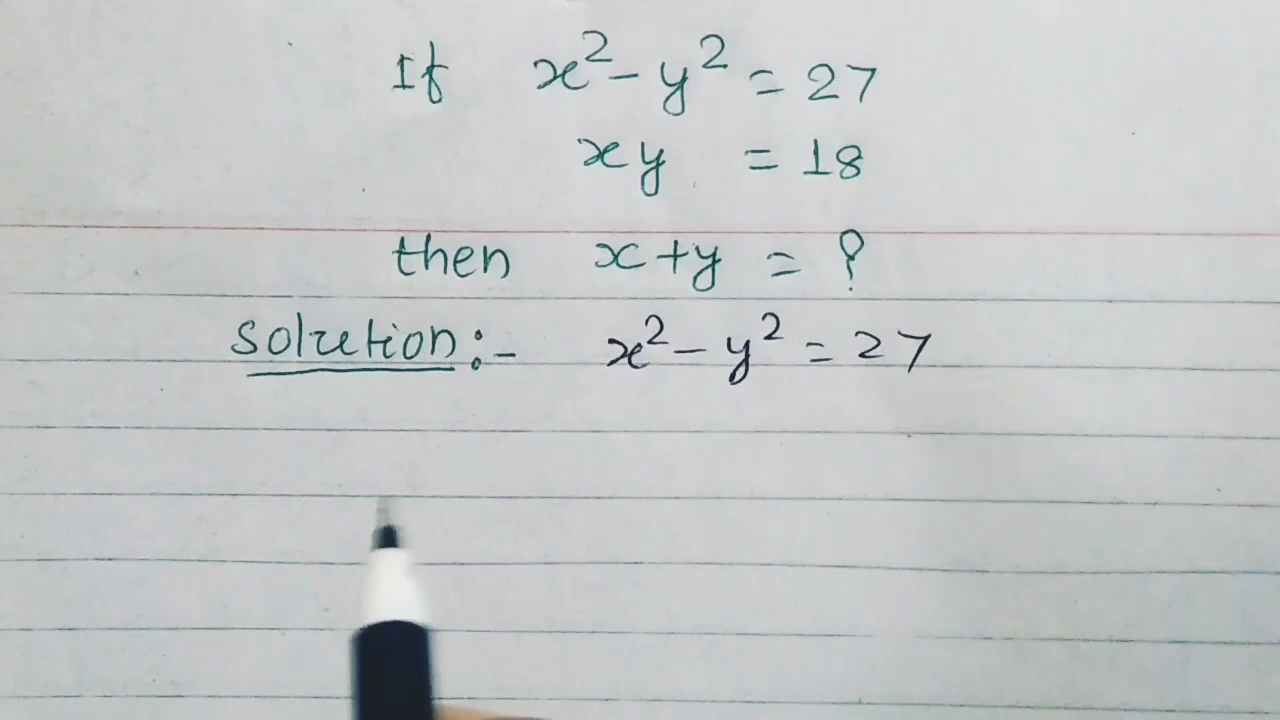 If x² - y² = 27
xy = 18
then x + y = ?
Solution :- x² - y² = 27